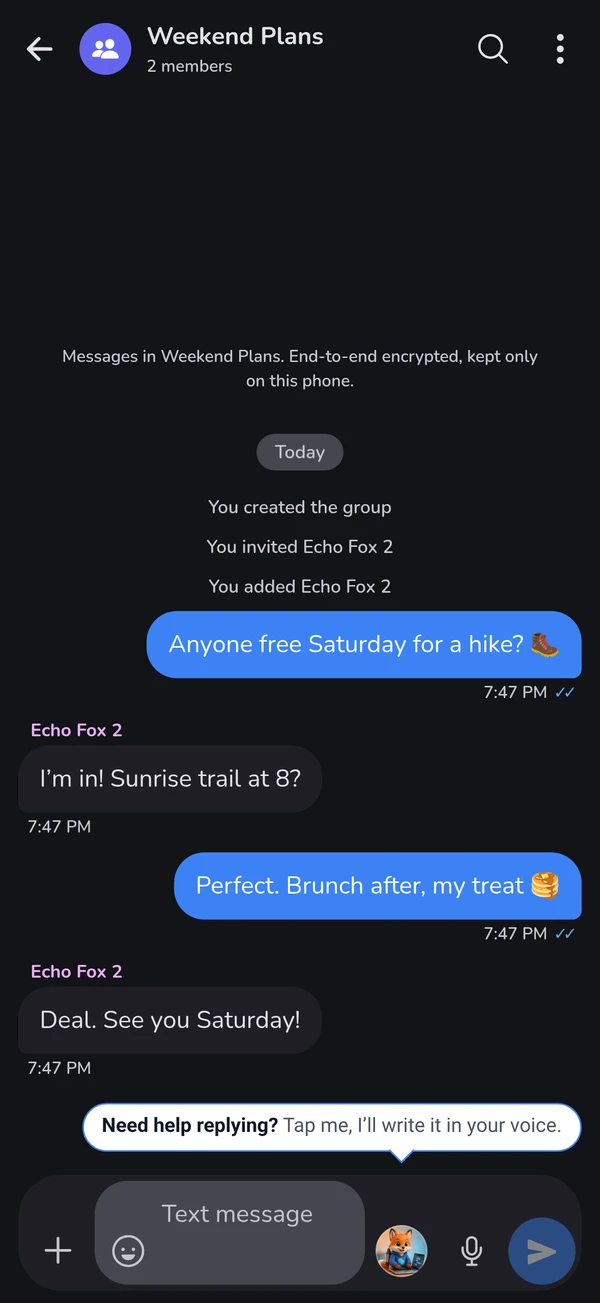 Weekend Plans
2 members
Messages in Weekend Plans. End-to-end encrypted, kept only
on this phone.
Today
You created the group
You invited Echo Fox 2
You added Echo Fox 2
Anyone free Saturday for a hike? 🥾
7:47 PM ✓✓
Echo Fox 2
I’m in! Sunrise trail at 8?
7:47 PM
Perfect. Brunch after, my treat 🥞
7:47 PM ✓✓
Echo Fox 2
Deal. See you Saturday!
7:47 PM
Need help replying? Tap me, I’ll write it in your voice.
Text message